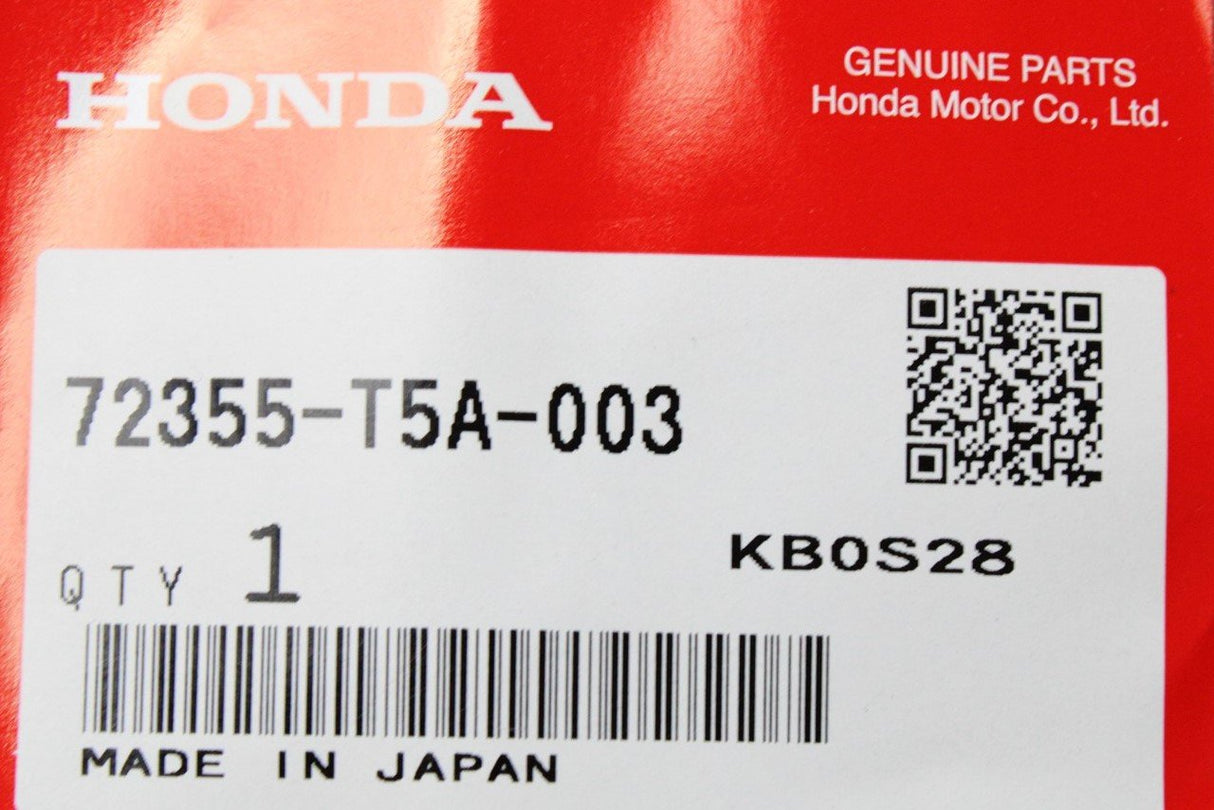 HONDA
GENUINE PARTS
Honda Motor Co., Ltd.
72355-T5A-003
QTY 1
KB0S28
MADE IN JAPAN